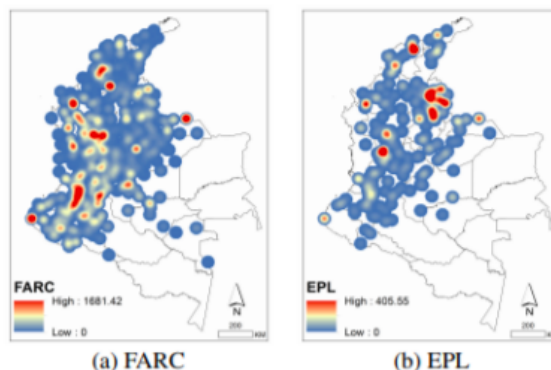 FARC
High : 1681.42
Low : 0
N
200
KM
(a) FARC
EPL
High : 405.55
Low : 0
N
200
KM
(b) EPL